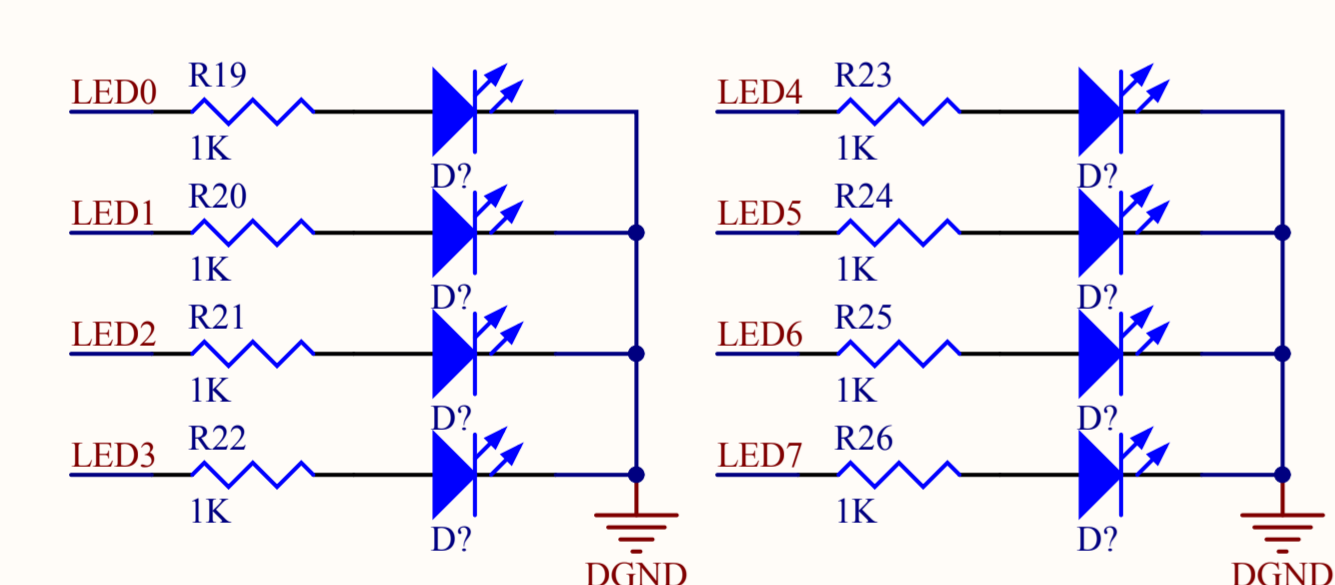 LED0 R19
1K
D?
LED1 R20
1K
D?
LED2 R21
1K
D?
LED3 R22
1K
D?
DGND
LED4 R23
1K
D?
LED5 R24
1K
D?
LED6 R25
1K
D?
LED7 R26
1K
D?
DGND